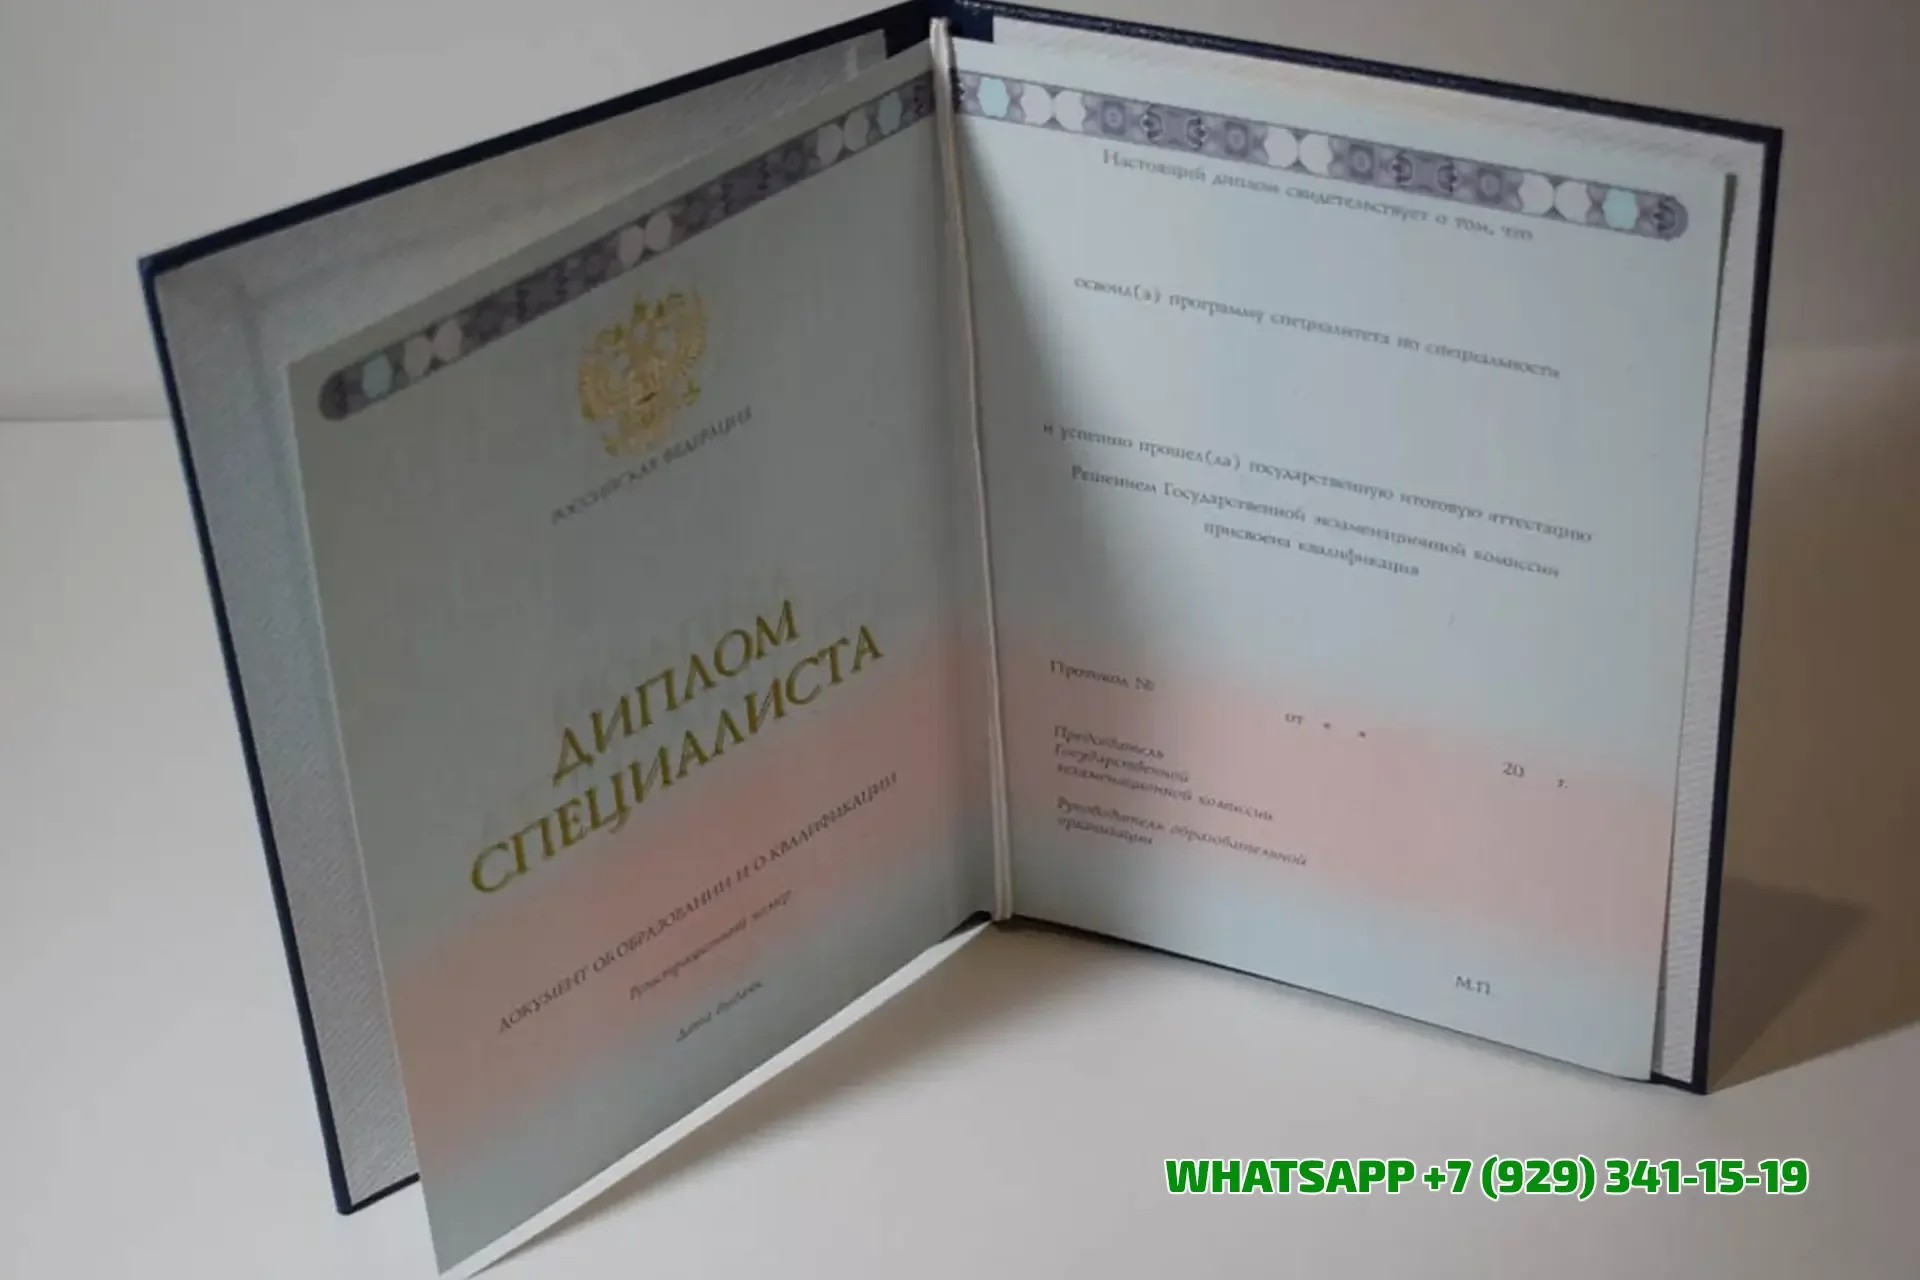 РОССИЙСКАЯ ФЕДЕРАЦИЯ
ДИПЛОМ
СПЕЦИАЛИСТА
ДОКУМЕНТ ОБ ОБРАЗОВАНИИ И О КВАЛИФИКАЦИИ
Регистрационный номер
Дата выдачи
Настоящий диплом свидетельствует о том, что
освоил(а) программу специалитета по специальности
и успешно прошел(ла) государственную итоговую аттестацию
Решением Государственной экзаменационной комиссии
присвоена квалификация
Протокол №
от « »
20 г.
Председатель
Государственной
экзаменационной комиссии
Руководитель образовательной
организации
М.П.
WHATSAPP +7 (929) 341-15-19